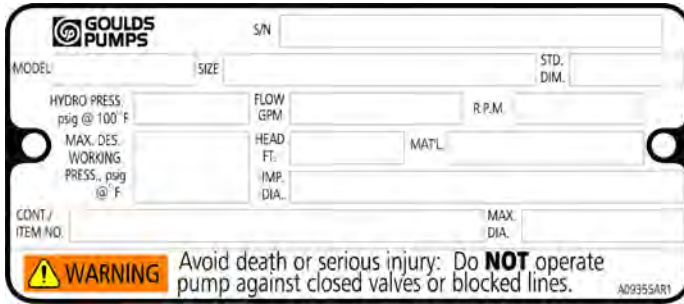 GOULDS
PUMPS
S/N
MODEL SIZE STD.
DIM.
HYDRO PRESS. FLOW R.P.M.
psig @ 100°F GPM
MAX. DES. HEAD MAT'L.
WORKING FT.
PRESS., psig IMP.
@°F DIA.
CONT./ MAX.
ITEM NO. DIA.
WARNING Avoid death or serious injury: Do NOT operate
pump against closed valves or blocked lines.
A09355AR1